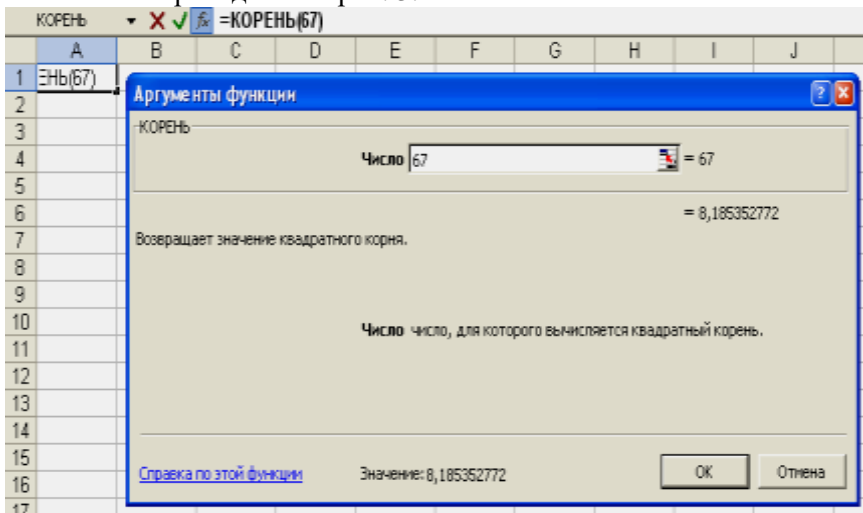 КОРЕНЬ =КОРЕНЬ(67)
A B C D E F G H I J
1 ЕНЬ(67)
2
Аргументы функции
3
КОРЕНЬ
4
Число 67 = 67
5
6
= 8,185352772
7
Возвращает значение квадратного корня.
8
9
10
Число число, для которого вычисляется квадратный корень.
11
12
13
14
15
Справка по этой функции Значение:8,185352772 ОК Отмена
16
17